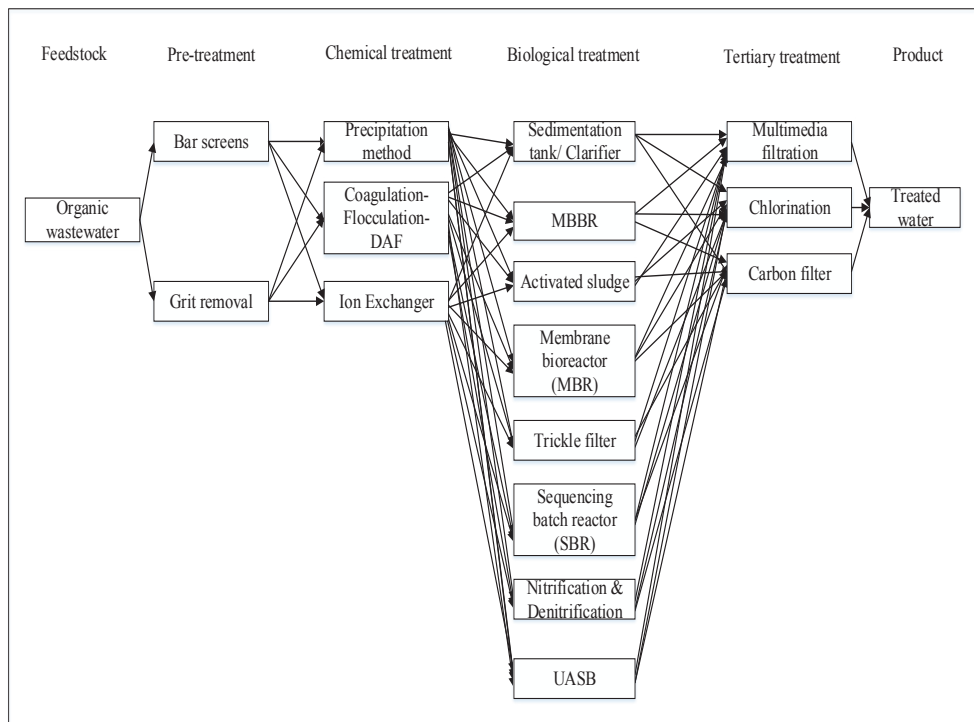 Feedstock
Pre-treatment
Chemical treatment
Biological treatment
Tertiary treatment
Product
Organic
wastewater
Bar screens
Grit removal
Precipitation
method
Coagulation-
Flocculation-
DAF
Ion Exchanger
Sedimentation
tank/ Clarifier
MBBR
Activated sludge
Membrane
bioreactor
(MBR)
Trickle filter
Sequencing
batch reactor
(SBR)
Nitrification &
Denitrification
UASB
Multimedia
filtration
Chlorination
Carbon filter
Treated
water